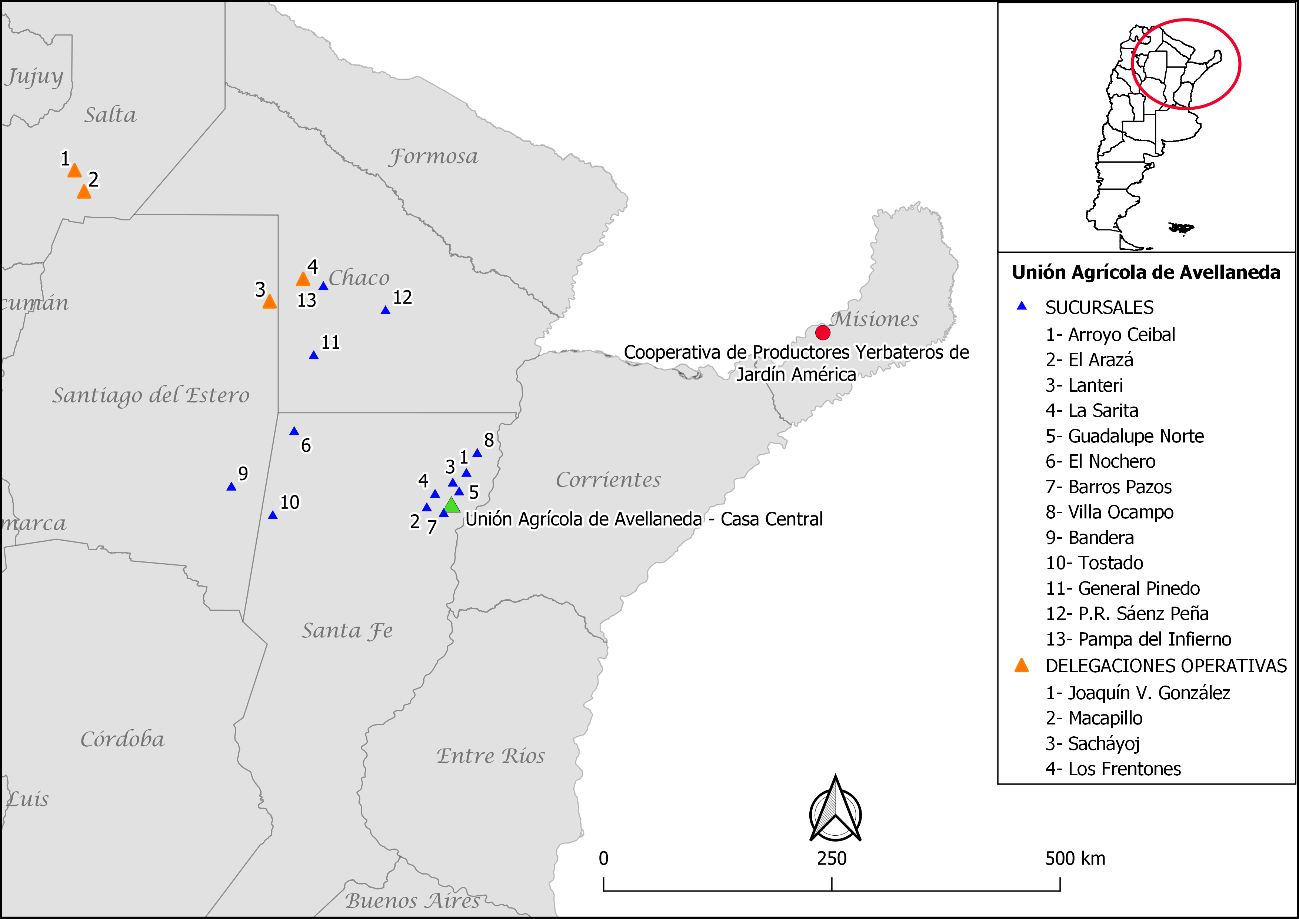 Jujuy
Salta
Formosa
1
2
4
Chaco
3
13
12
cumán
Misiones
11
Cooperativa de Productores Yerbateros de
Jardín América
Santiago del Estero
6
8
1
3
9
4
5
Corrientes
10
2
7
Unión Agrícola de Avellaneda - Casa Central
marca
Santa Fe
Córdoba
Entre Ríos
Luis
Buenos Aires
0
250
500 km
Unión Agrícola de Avellaneda
SUCURSALES
1- Arroyo Ceibal
2- El Arazá
3- Lanteri
4- La Sarita
5- Guadalupe Norte
6- El Nochero
7- Barros Pazos
8- Villa Ocampo
9- Bandera
10- Tostado
11- General Pinedo
12- P.R. Sáenz Peña
13- Pampa del Infierno
DELEGACIONES OPERATIVAS
1- Joaquín V. González
2- Macapillo
3- Sacháyoj
4- Los Frentones